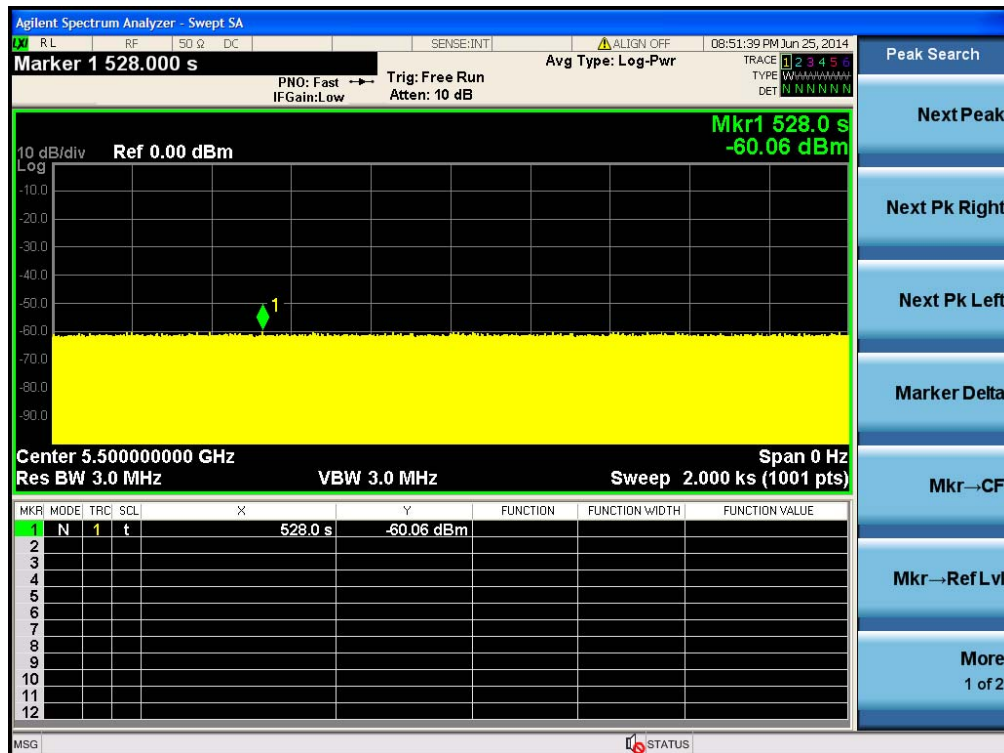 Agilent Spectrum Analyzer - Swept SA
LXI RL RF 50 Ω DC SENSE:INT ALIGN OFF 08:51:39 PM Jun 25, 2014
Marker 1 528.000 s
PNO: Fast
IFGain:Low
Trig: Free Run
Atten: 10 dB
Avg Type: Log-Pwr
TRACE 1 2 3 4 5 6
TYPE W
DET N N N N N N
Mkr1 528.0 s
-60.06 dBm
10 dB/div Ref 0.00 dBm
Log
-10.0
-20.0
-30.0
-40.0
-50.0
1
-60.0
-70.0
-80.0
-90.0
Center 5.500000000 GHz Span 0 Hz
Res BW 3.0 MHz VBW 3.0 MHz Sweep 2.000 ks (1001 pts)
MKR MODE TRC SCL X Y FUNCTION FUNCTION WIDTH FUNCTION VALUE
1 N 1 t 528.0 s -60.06 dBm
2
3
4
5
6
7
8
9
10
11
12
MSG STATUS
Peak Search
Next Peak
Next Pk Right
Next Pk Left
Marker Delta
Mkr→CF
Mkr→Ref Lvl
More
1 of 2